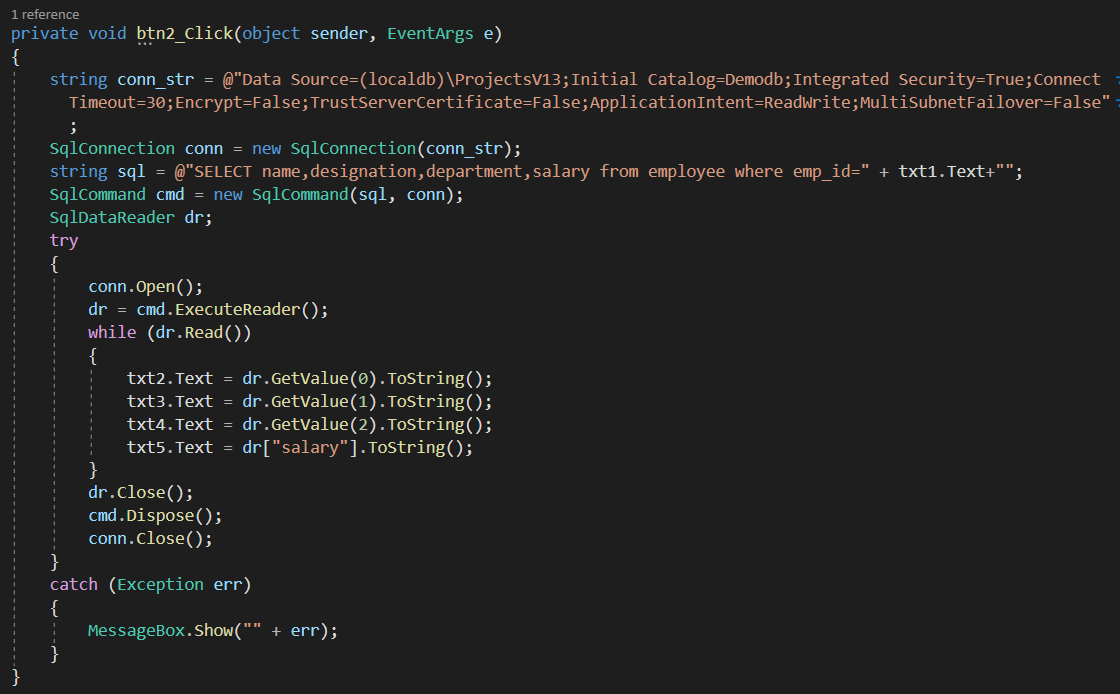 1 reference
private void btn2_Click(object sender, EventArgs e)
{
string conn_str = @"Data Source=(localdb)\ProjectsV13;Initial Catalog=Demodb;Integrated Security=True;Connect
Timeout=30;Encrypt=False;TrustServerCertificate=False;ApplicationIntent=ReadWrite;MultiSubnetFailover=False"
;
SqlConnection conn = new SqlConnection(conn_str);
string sql = @"SELECT name,designation,department,salary from employee where emp_id=" + txt1.Text+"";
SqlCommand cmd = new SqlCommand(sql, conn);
SqlDataReader dr;
try
{
conn.Open();
dr = cmd.ExecuteReader();
while (dr.Read())
{
txt2.Text = dr.GetValue(0).ToString();
txt3.Text = dr.GetValue(1).ToString();
txt4.Text = dr.GetValue(2).ToString();
txt5.Text = dr["salary"].ToString();
}
dr.Close();
cmd.Dispose();
conn.Close();
}
catch (Exception err)
{
MessageBox.Show("" + err);
}
}